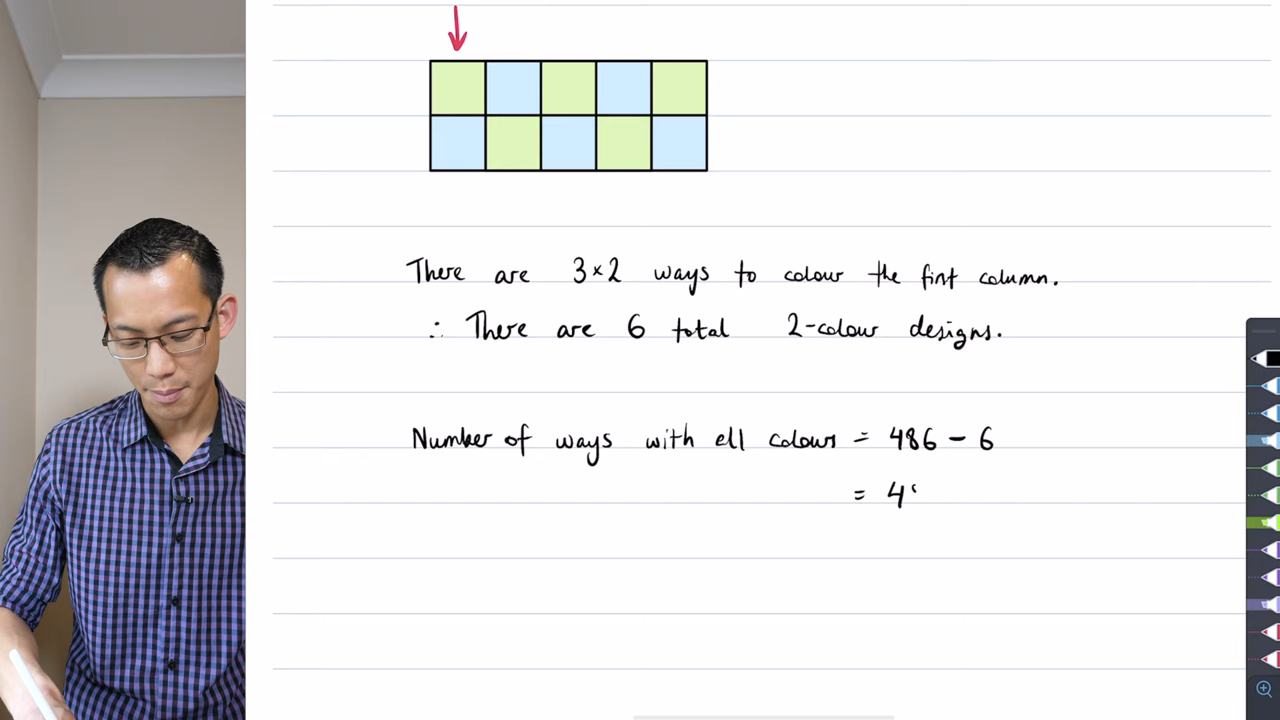 There are 3×2 ways to colour the first column.
∴ There are 6 total 2-colour designs.
Number of ways with all colours = 486 - 6
= 4